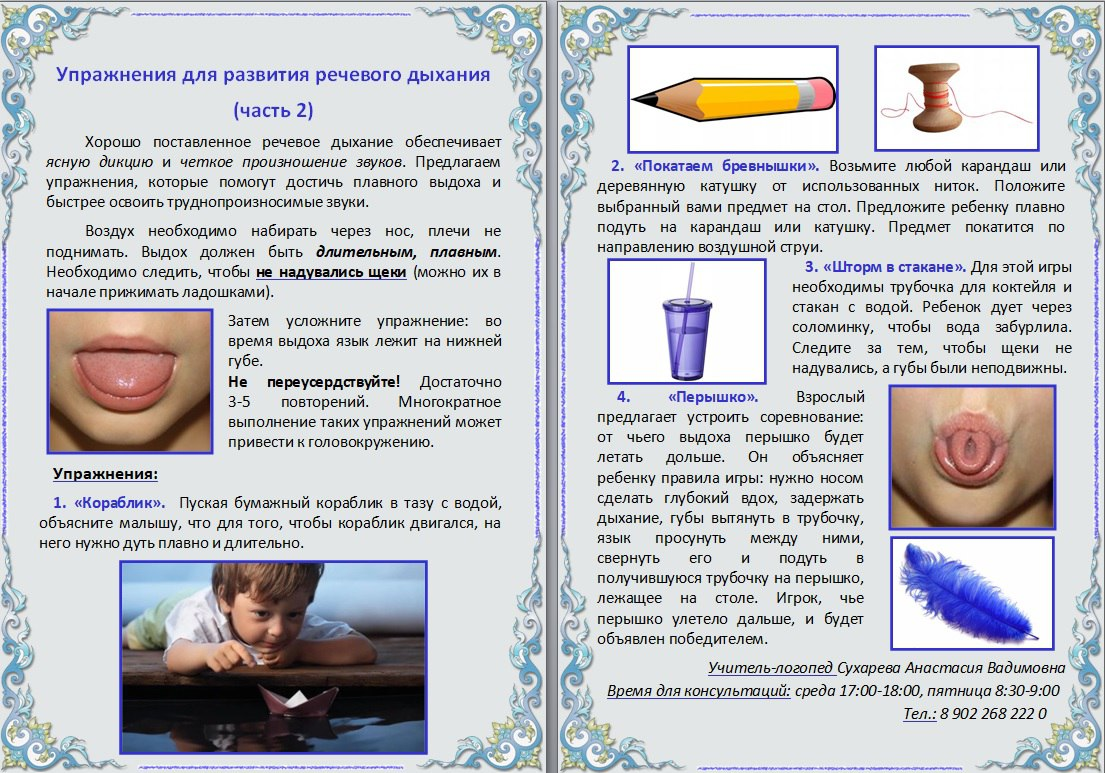 Упражнения для развития речевого дыхания
(часть 2)
Хорошо поставленное речевое дыхание обеспечивает
ясную дикцию и четкое произношение звуков. Предлагаем
упражнения, которые помогут достичь плавного выдоха и
быстрее освоить труднопроизносимые звуки.
Воздух необходимо набирать через нос, плечи не
поднимать. Выдох должен быть длительным, плавным.
Необходимо следить, чтобы не надувались щеки (можно их в
начале прижимать ладошками).
Затем усложните упражнение: во
время выдоха язык лежит на нижней
губе.
Не переусердствуйте! Достаточно
3-5 повторений. Многократное
выполнение таких упражнений может
привести к головокружению.
Упражнения:
1. «Кораблик». Пуская бумажный кораблик в тазу с водой,
объясните малышу, что для того, чтобы кораблик двигался, на
него нужно дуть плавно и длительно.
2. «Покатаем бревнышки». Возьмите любой карандаш или
деревянную катушку от использованных ниток. Положите
выбранный вами предмет на стол. Предложите ребенку плавно
подуть на карандаш или катушку. Предмет покатится по
направлению воздушной струи.
3. «Шторм в стакане». Для этой игры
необходимы трубочка для коктейля и
стакан с водой. Ребенок дует через
соломинку, чтобы вода забурлила.
Следите за тем, чтобы щеки не
надувались, а губы были неподвижны.
4. «Перышко». Взрослый
предлагает устроить соревнование:
от чьего выдоха перышко будет
летать дольше. Он объясняет
ребенку правила игры: нужно носом
сделать глубокий вдох, задержать
дыхание, губы вытянуть в трубочку,
язык просунуть между ними,
свернуть его и подуть в
получившуюся трубочку на перышко,
лежащее на столе. Игрок, чье
перышко улетело дальше, и будет
объявлен победителем.
Учитель-логопед Сухарева Анастасия Вадимовна
Время для консультаций: среда 17:00-18:00, пятница 8:30-9:00
Тел.: 8 902 268 222 0